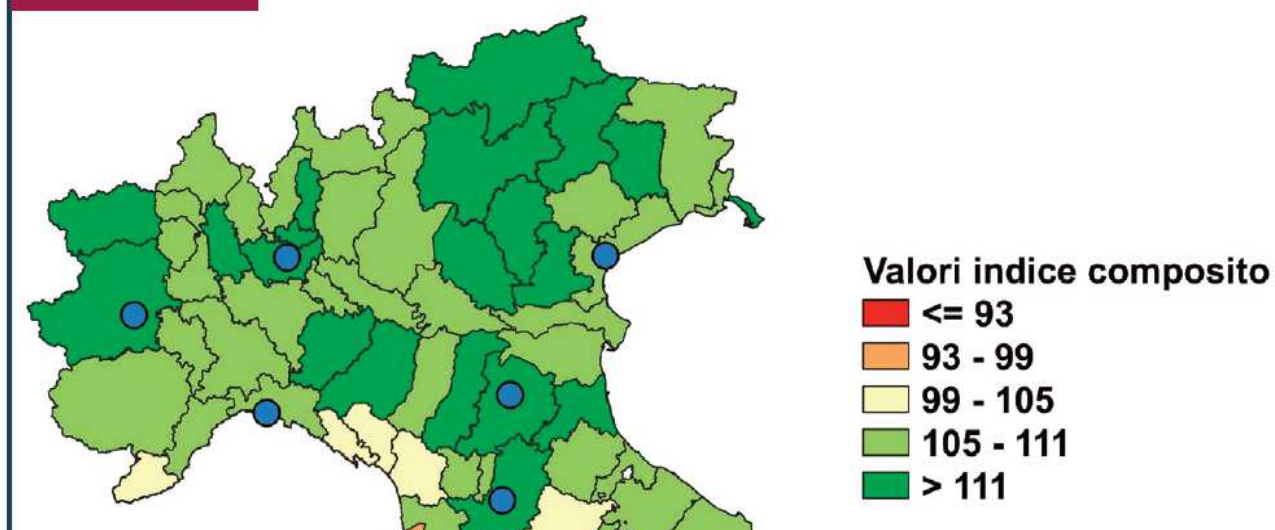 Valori indice composito
<= 93
93 - 99
99 - 105
105 - 111
> 111